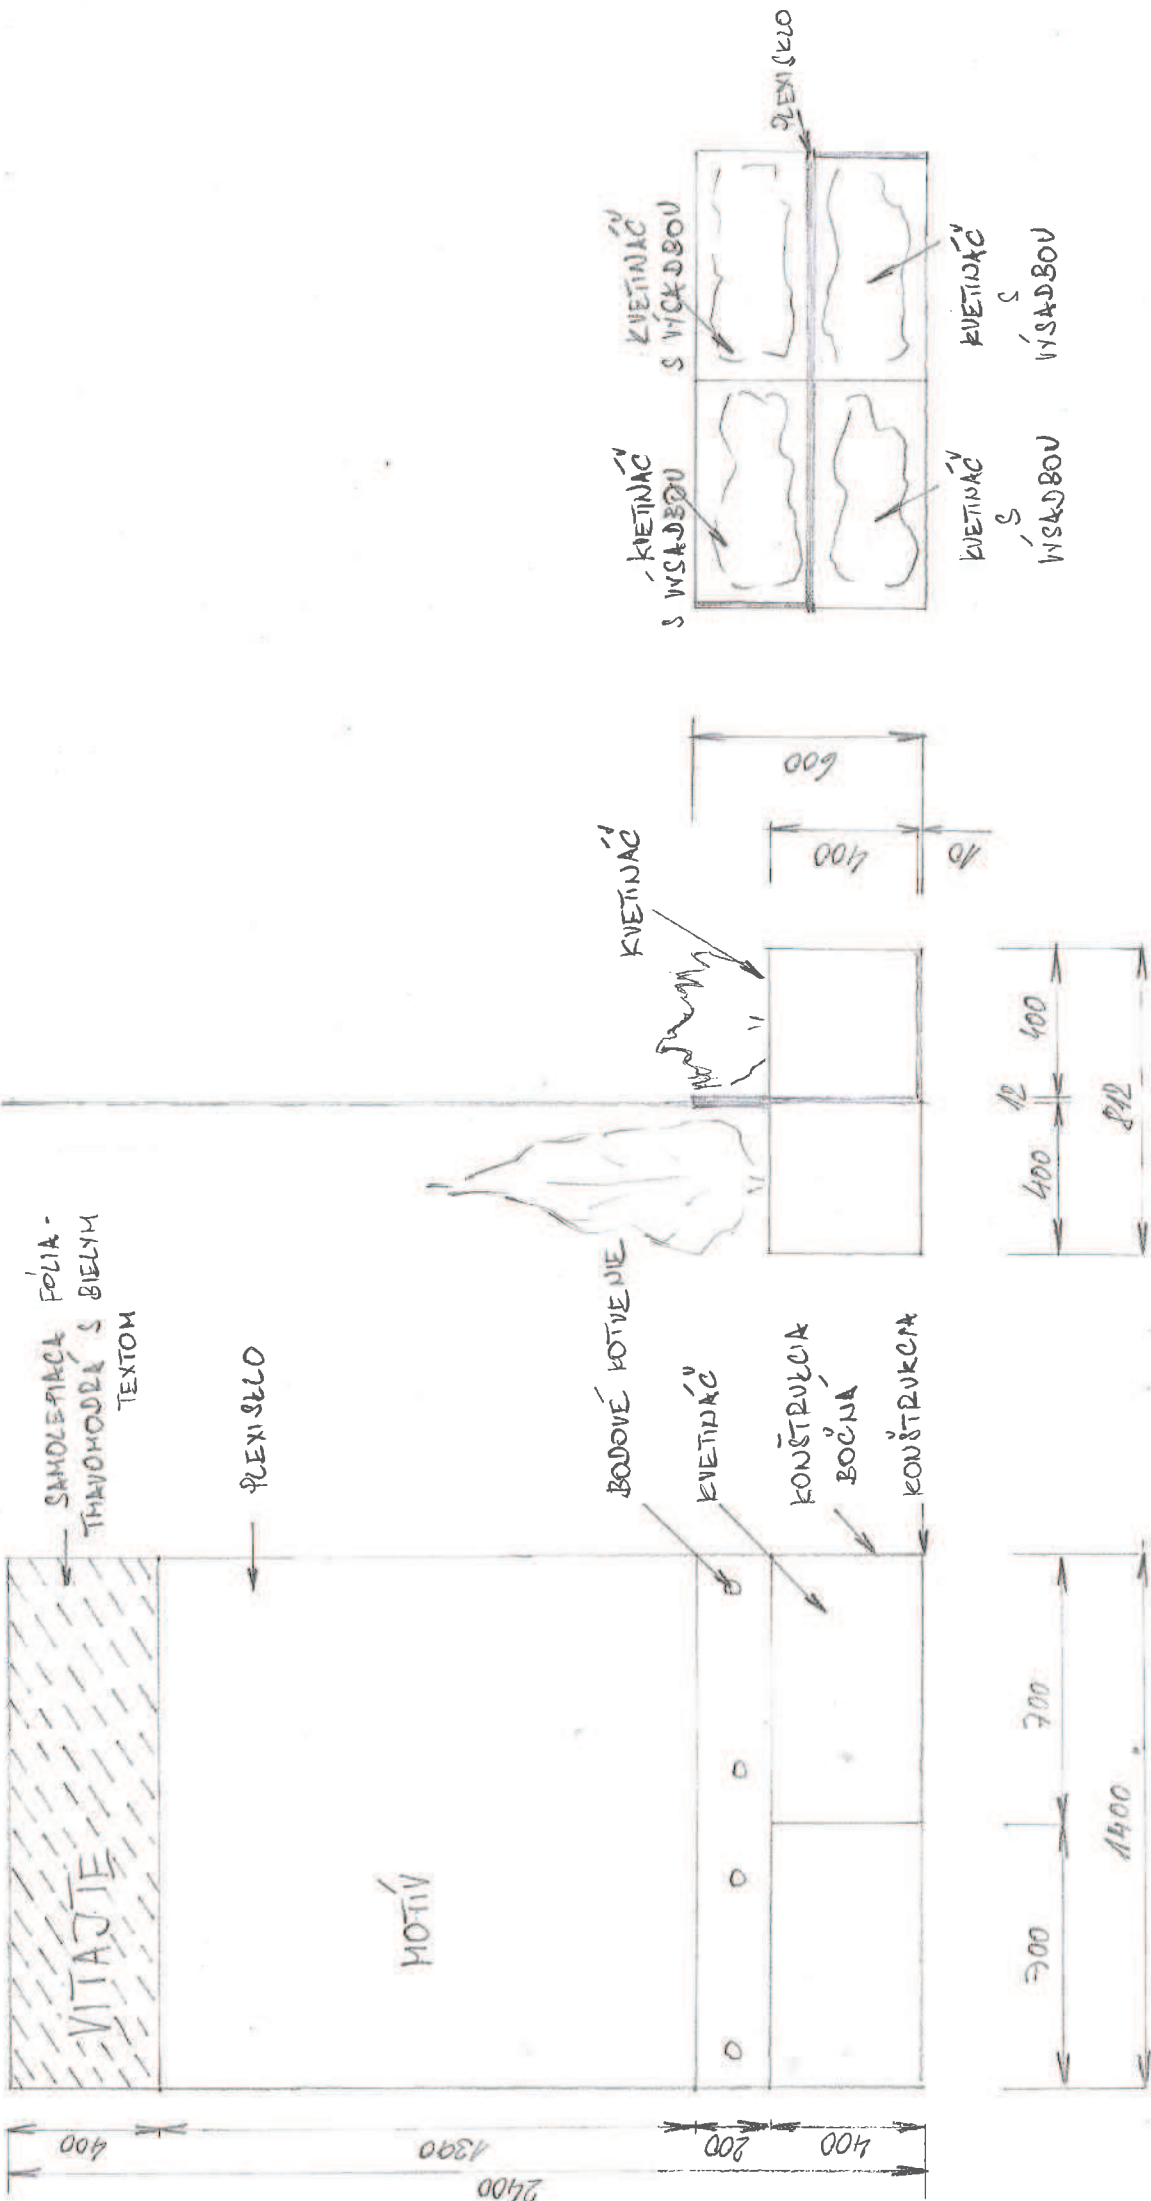 SAMOLEPIACA FÓLIA -
TMAVOMODRÁ S BIELYM
TEXTOM
VITAJTE
PLEXISKLO
MOTÍV
BODOVÉ KOTVENIE
KVETINÁČ
KONŠTRUKCIA
BOČNÁ
KONŠTRUKCIA
400
1390
200
400
2400
700
700
1400
KVETINÁČ
600
400
10
400
12
400
812
KVETINÁČ
S VÝSADBOU
KVETINÁČ
S VÝSADBOU
PLEXISKLO
KVETINÁČ
S
VÝSADBOU
KVETINÁČ
S
VÝSADBOU